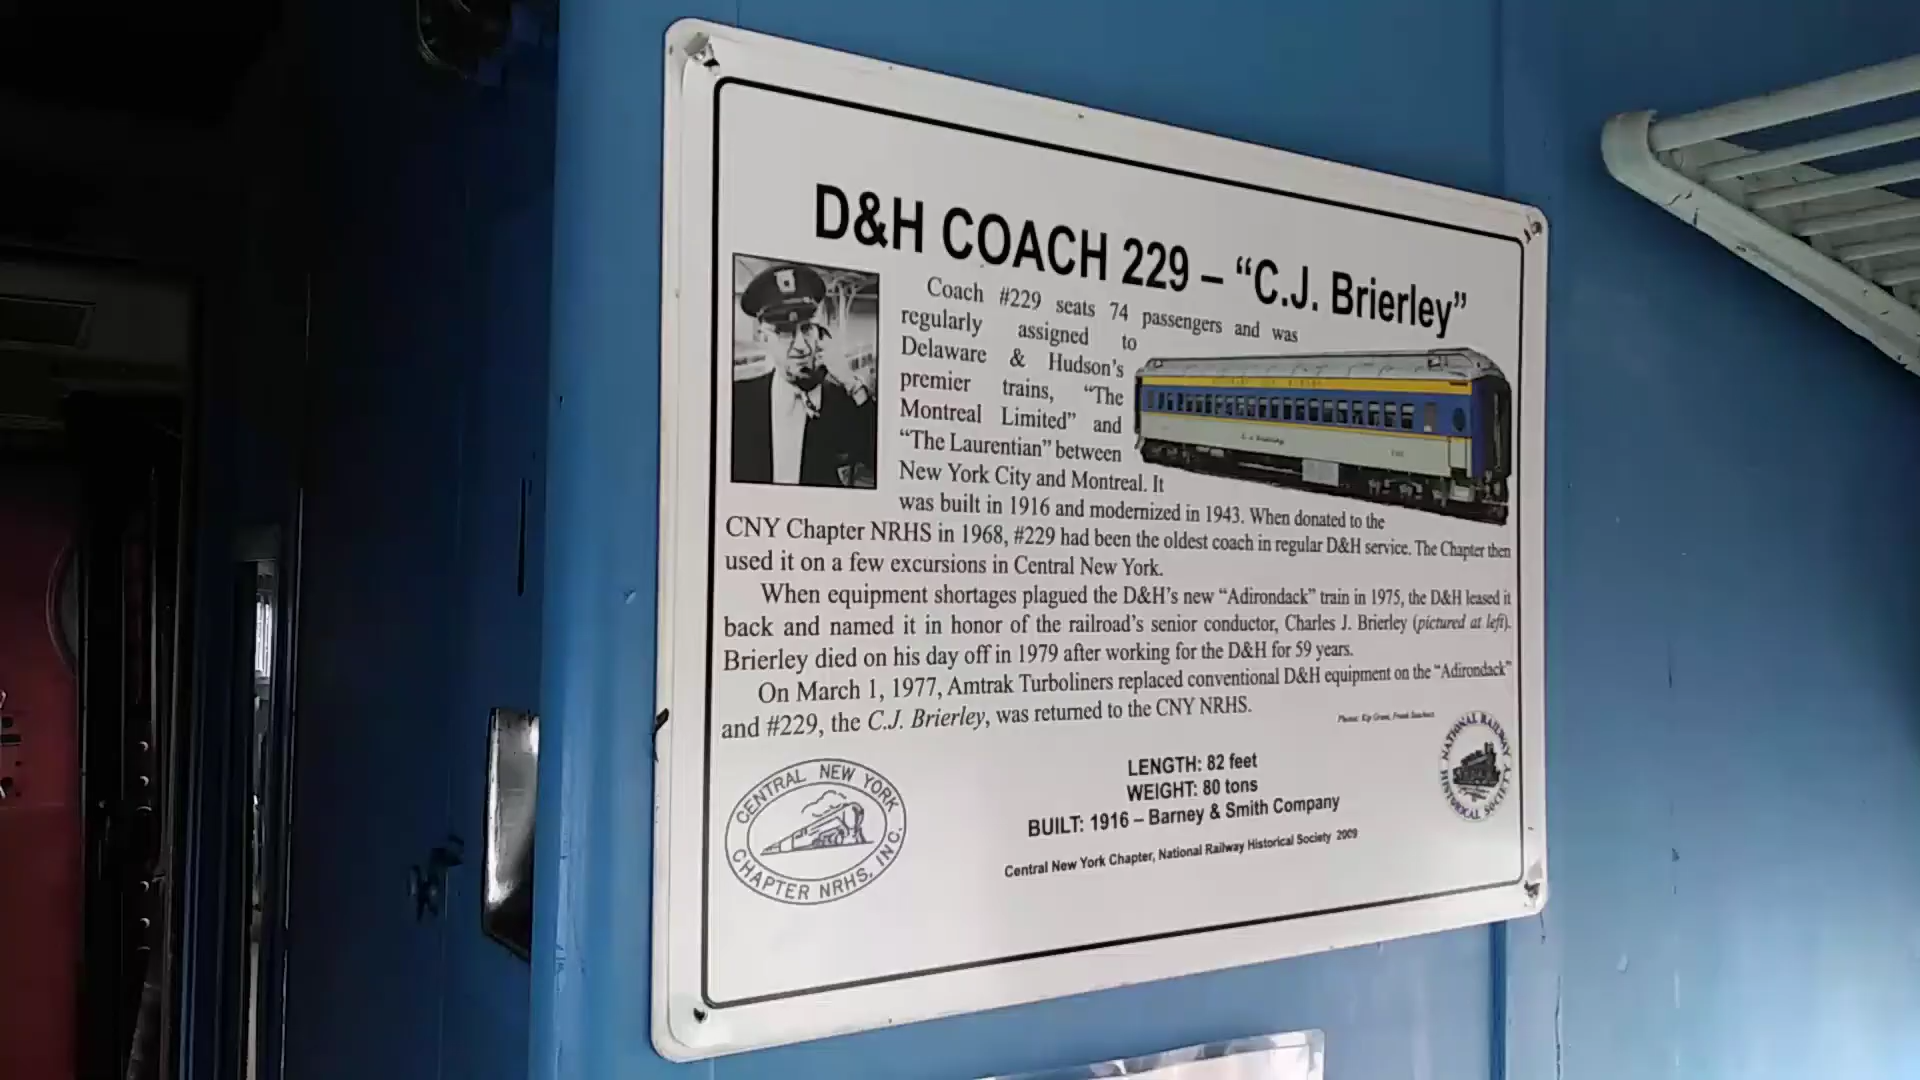 D&H COACH 229 – “C.J. Brierley”
Coach #229 seats 74 passengers and was
regularly assigned to
Delaware & Hudson’s
premier trains, “The
Montreal Limited” and
“The Laurentian” between
New York City and Montreal. It
was built in 1916 and modernized in 1943. When donated to the
CNY Chapter NRHS in 1968, #229 had been the oldest coach in regular D&H service. The Chapter then
used it on a few excursions in Central New York.
When equipment shortages plagued the D&H’s new “Adirondack” train in 1975, the D&H leased it
back and named it in honor of the railroad’s senior conductor, Charles J. Brierley (pictured at left).
Brierley died on his day off in 1979 after working for the D&H for 59 years.
On March 1, 1977, Amtrak Turboliners replaced conventional D&H equipment on the “Adirondack”
and #229, the C.J. Brierley, was returned to the CNY NRHS.
CENTRAL NEW YORK
CHAPTER NRHS, INC.
LENGTH: 82 feet
WEIGHT: 80 tons
BUILT: 1916 – Barney & Smith Company
Central New York Chapter, National Railway Historical Society 2009
NATIONAL RAILWAY
HISTORICAL SOCIETY